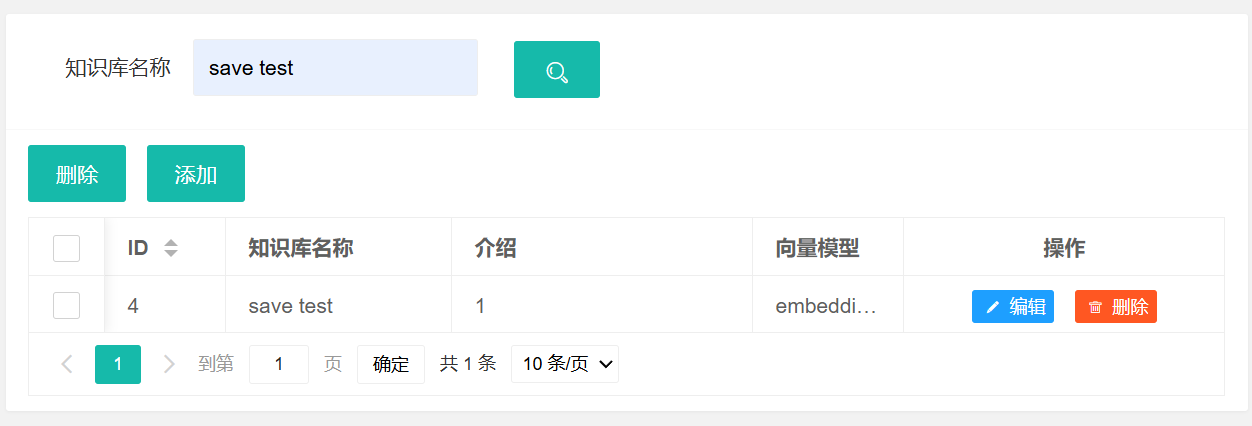 知识库名称 save test
删除 添加
ID 知识库名称 介绍 向量模型 操作
4 save test 1 embeddi… 编辑 删除
1 到第 1 页 确定 共 1 条 10 条/页